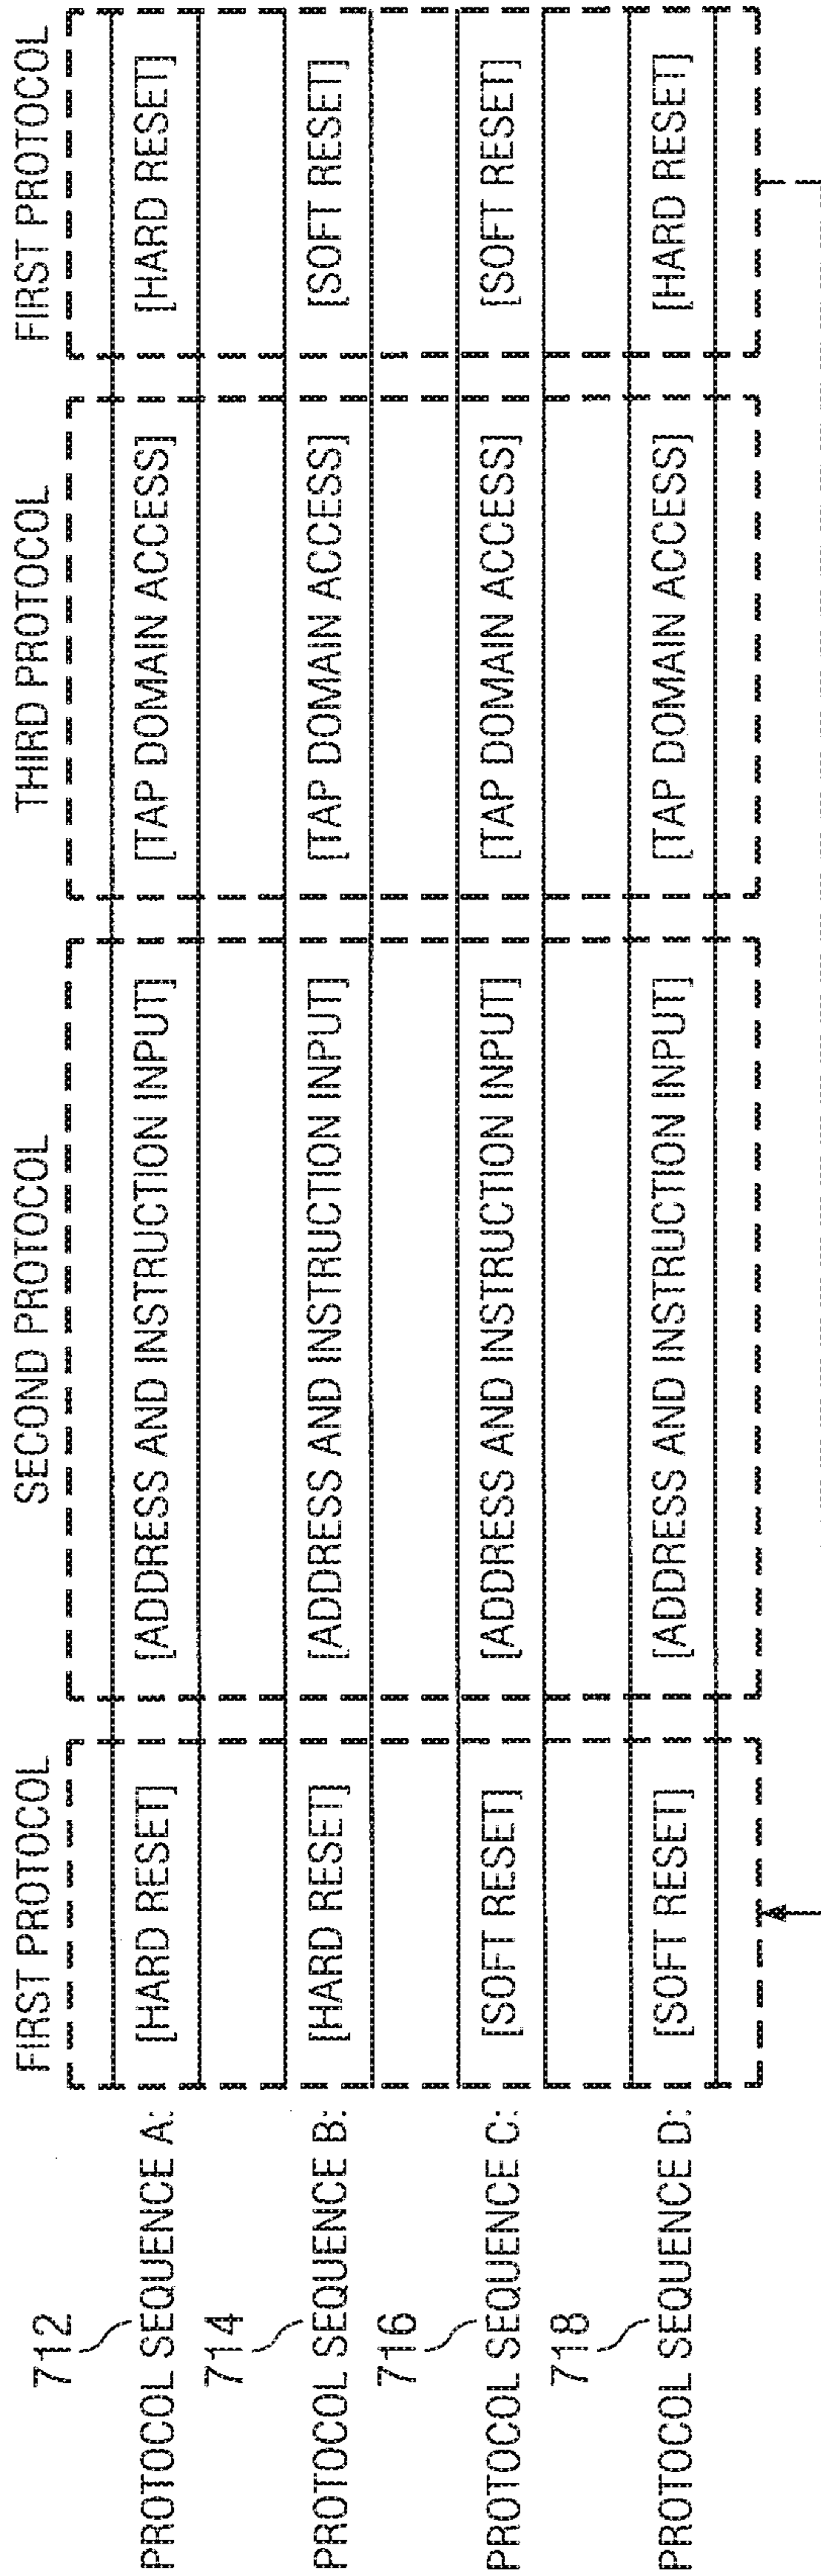 FIRST PROTOCOL SECOND PROTOCOL THIRD PROTOCOL FIRST PROTOCOL
712
PROTOCOL SEQUENCE A: [HARD RESET] [ADDRESS AND INSTRUCTION INPUT] [TAP DOMAIN ACCESS] [HARD RESET]
714
PROTOCOL SEQUENCE B: [HARD RESET] [ADDRESS AND INSTRUCTION INPUT] [TAP DOMAIN ACCESS] [SOFT RESET]
716
PROTOCOL SEQUENCE C: [SOFT RESET] [ADDRESS AND INSTRUCTION INPUT] [TAP DOMAIN ACCESS] [SOFT RESET]
718
PROTOCOL SEQUENCE D: [SOFT RESET] [ADDRESS AND INSTRUCTION INPUT] [TAP DOMAIN ACCESS] [HARD RESET]